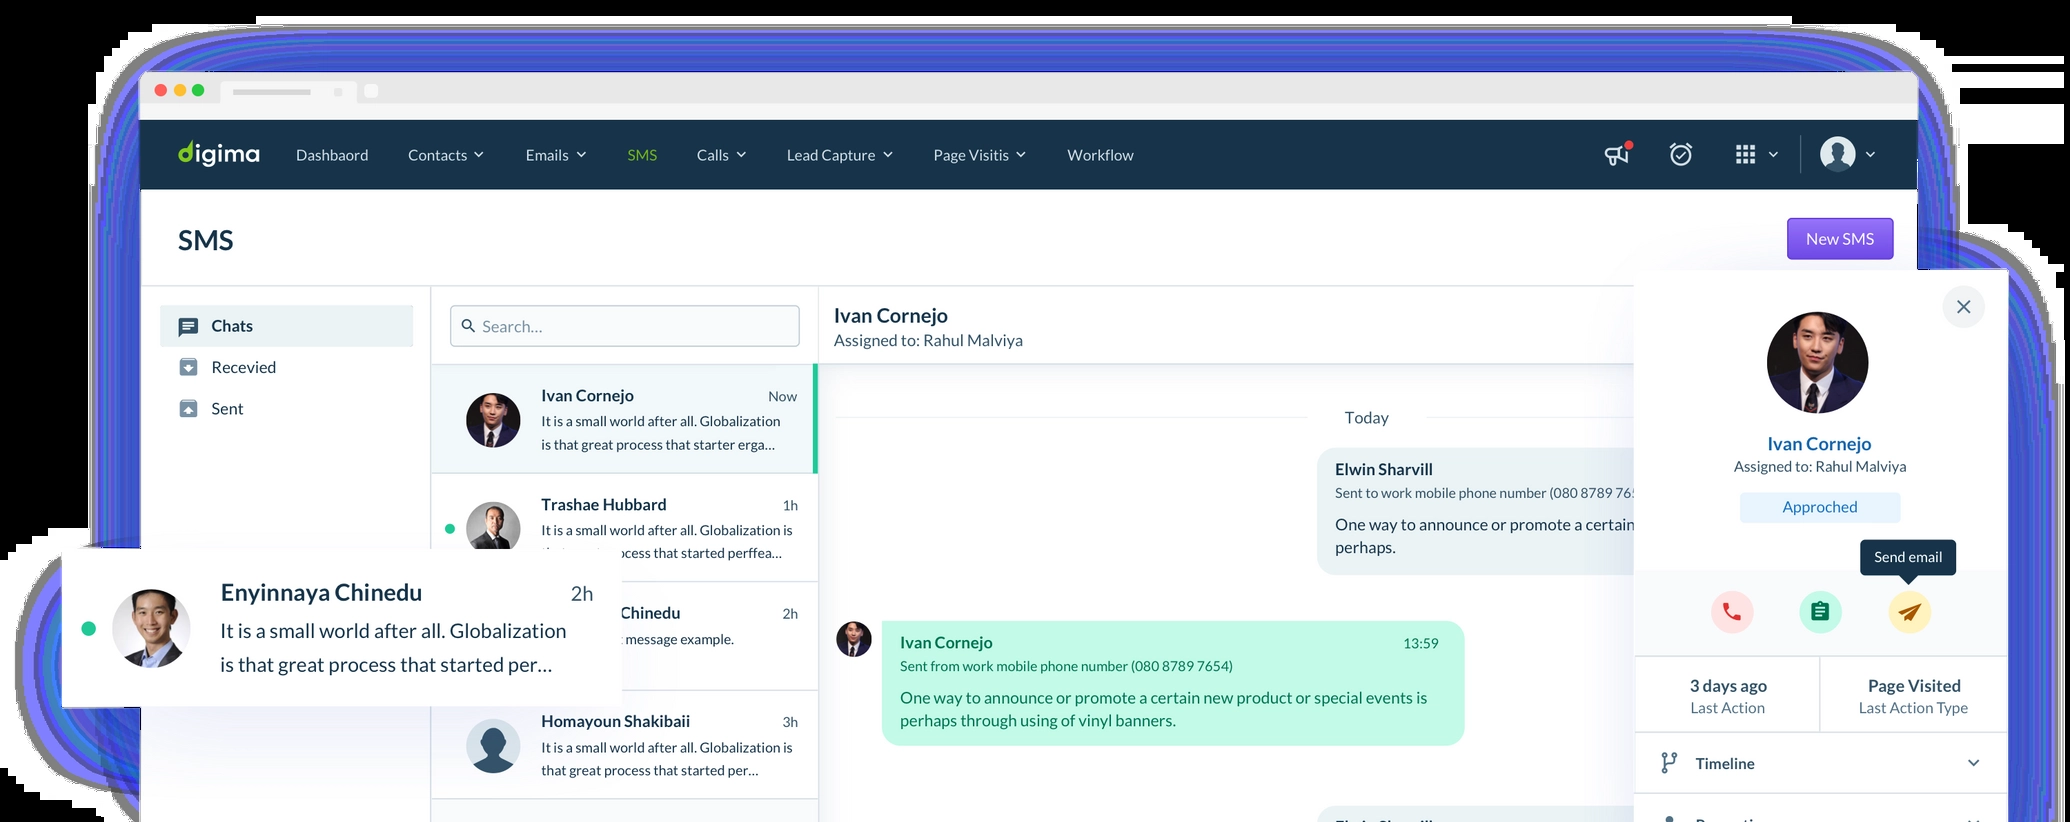 digima
Dashbaord
Contacts
Emails
SMS
Calls
Lead Capture
Page Visitis
Workflow
SMS
New SMS
Chats
Recevied
Sent
Search...
Ivan Cornejo
Now
It is a small world after all. Globalization
is that great process that starter erga...
Trashae Hubbard
1h
It is a small world after all. Globalization is
started perffea...
Enyinnaya Chinedu
2h
It is a small world after all. Globalization
is that great process that started per...
Chinedu
2h
message example.
Homayoun Shakibaii
3h
It is a small world after all. Globalization is
that great process that started per...
Ivan Cornejo
Assigned to: Rahul Malviya
Today
Elwin Sharvill
Sent to work mobile phone number (080 8789
One way to announce or promote a certain
perhaps.
Ivan Cornejo
13:59
Sent from work mobile phone number (080 8789 7654)
One way to announce or promote a certain new product or special events is
perhaps through using of vinyl banners.
Ivan Cornejo
Assigned to: Rahul Malviya
Approched
Send email
3 days ago
Last Action
Page Visited
Last Action Type
Timeline